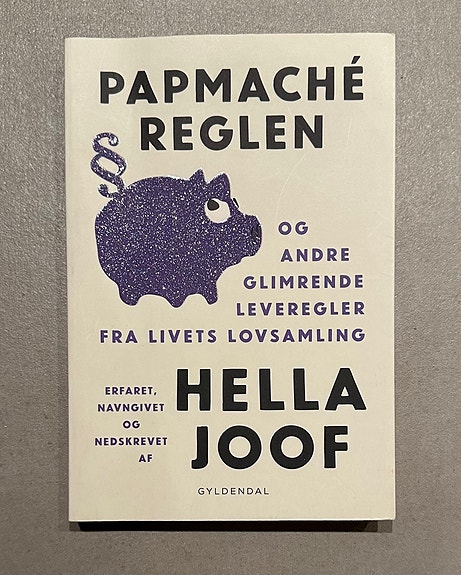 PAPMACHÉ
REGLEN
§
OG
ANDRE
GLIMRENDE
LEVEREGLER
FRA LIVETS LOVSAMLING
ERFARET,
NAVNGIVET
OG
NEDSKREVET
AF
HELLA
JOOF
GYLDENDAL